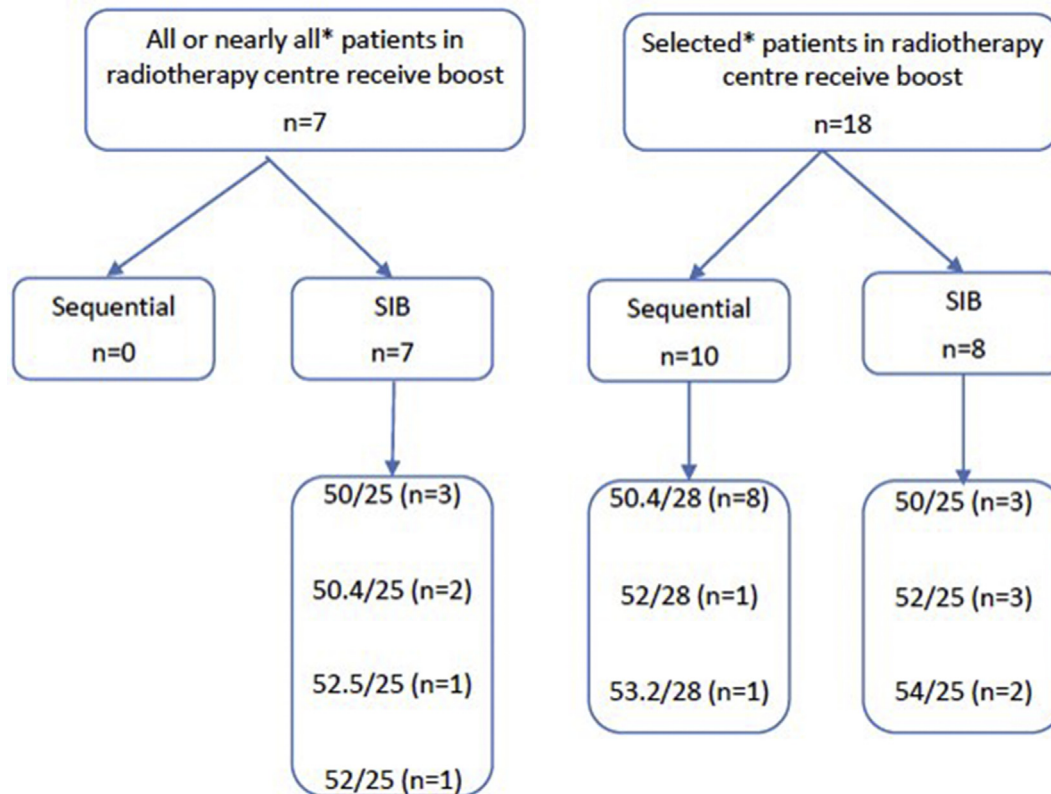 All or nearly all* patients in
radiotherapy centre receive boost
n=7
Selected* patients in radiotherapy
centre receive boost
n=18
Sequential
n=0
SIB
n=7
Sequential
n=10
SIB
n=8
50/25 (n=3)
50.4/25 (n=2)
52.5/25 (n=1)
52/25 (n=1)
50.4/28 (n=8)
52/28 (n=1)
53.2/28 (n=1)
50/25 (n=3)
52/25 (n=3)
54/25 (n=2)